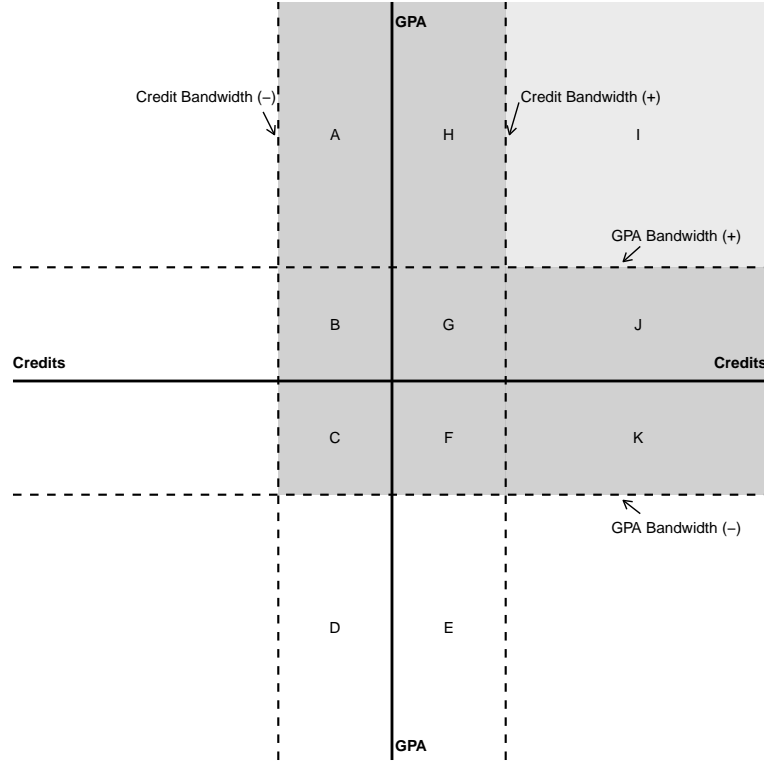 GPA
Credit Bandwidth (−)
Credit Bandwidth (+)
A
H
I
GPA Bandwidth (+)
B
G
J
Credits
Credits
C
F
K
GPA Bandwidth (−)
D
E
GPA